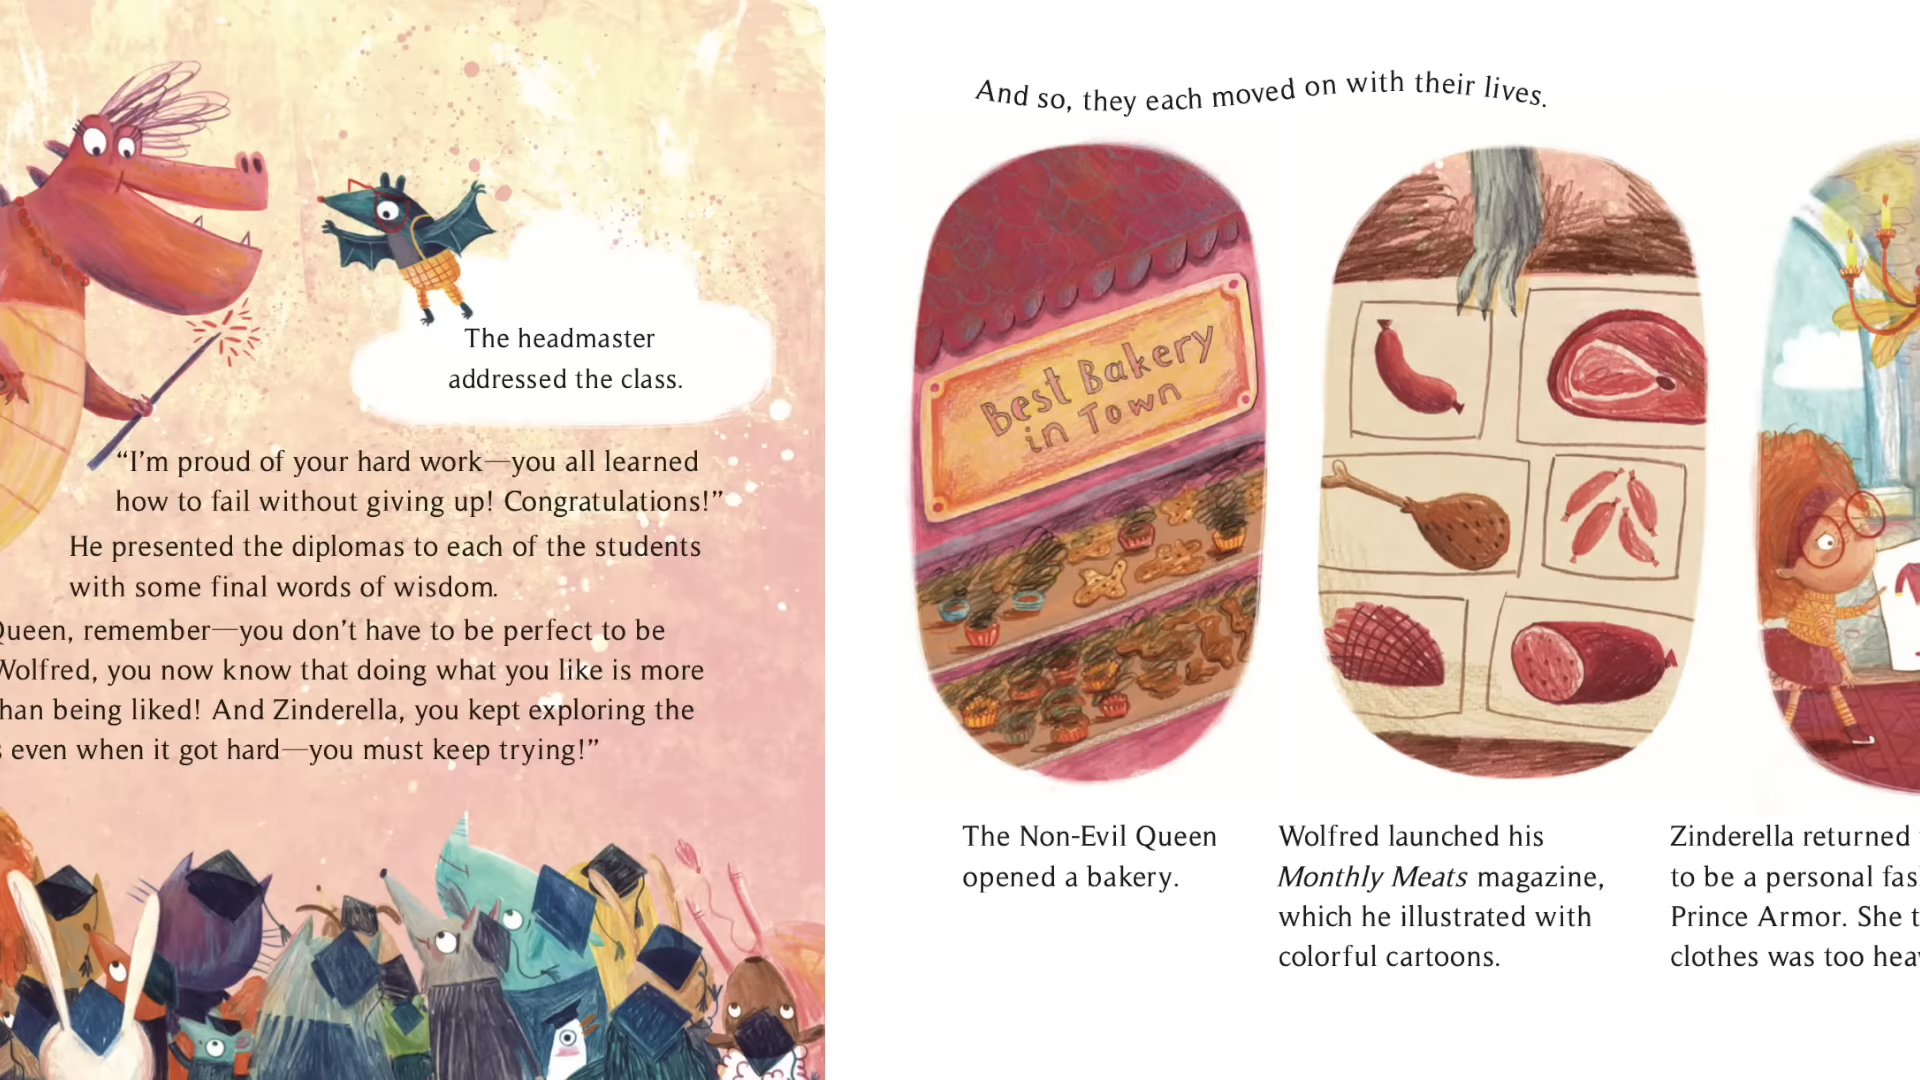 The headmaster
addressed the class.
“I’m proud of your hard work—you all learned
how to fail without giving up! Congratulations!”
He presented the diplomas to each of the students
with some final words of wisdom.
Queen, remember—you don’t have to be perfect to be
Wolfred, you now know that doing what you like is more
than being liked! And Zinderella, you kept exploring the
even when it got hard—you must keep trying!”
And so, they each moved on with their lives.
Best Bakery
in Town
The Non-Evil Queen
opened a bakery.
Wolfred launched his
Monthly Meats magazine,
which he illustrated with
colorful cartoons.
Zinderella returned
to be a personal
Prince Armor. She
clothes was too